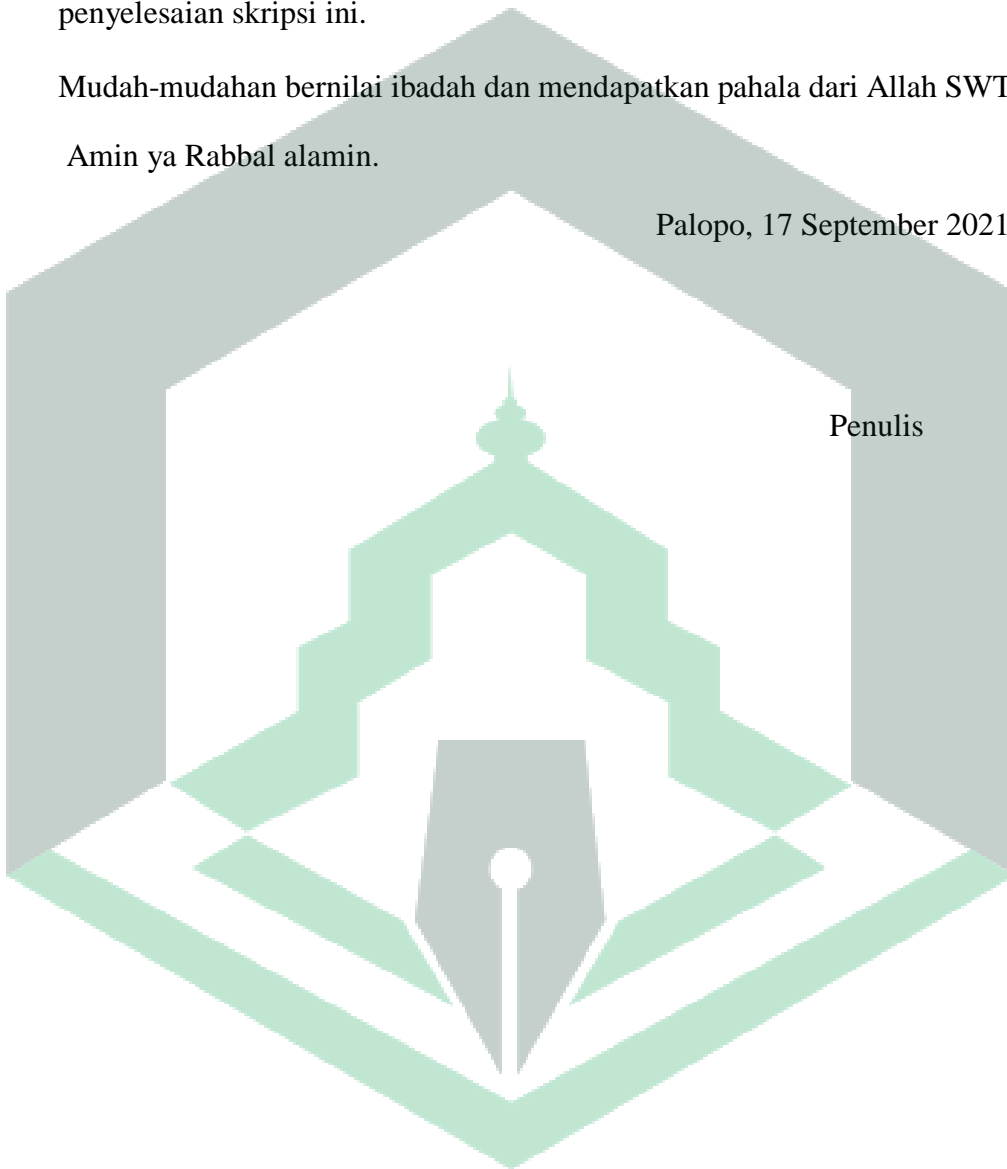 penyelesaian skripsi ini.
Mudah-mudahan bernilai ibadah dan mendapatkan pahala dari Allah SWT
Amin ya Rabbal alamin.
Palopo, 17 September 2021
Penulis